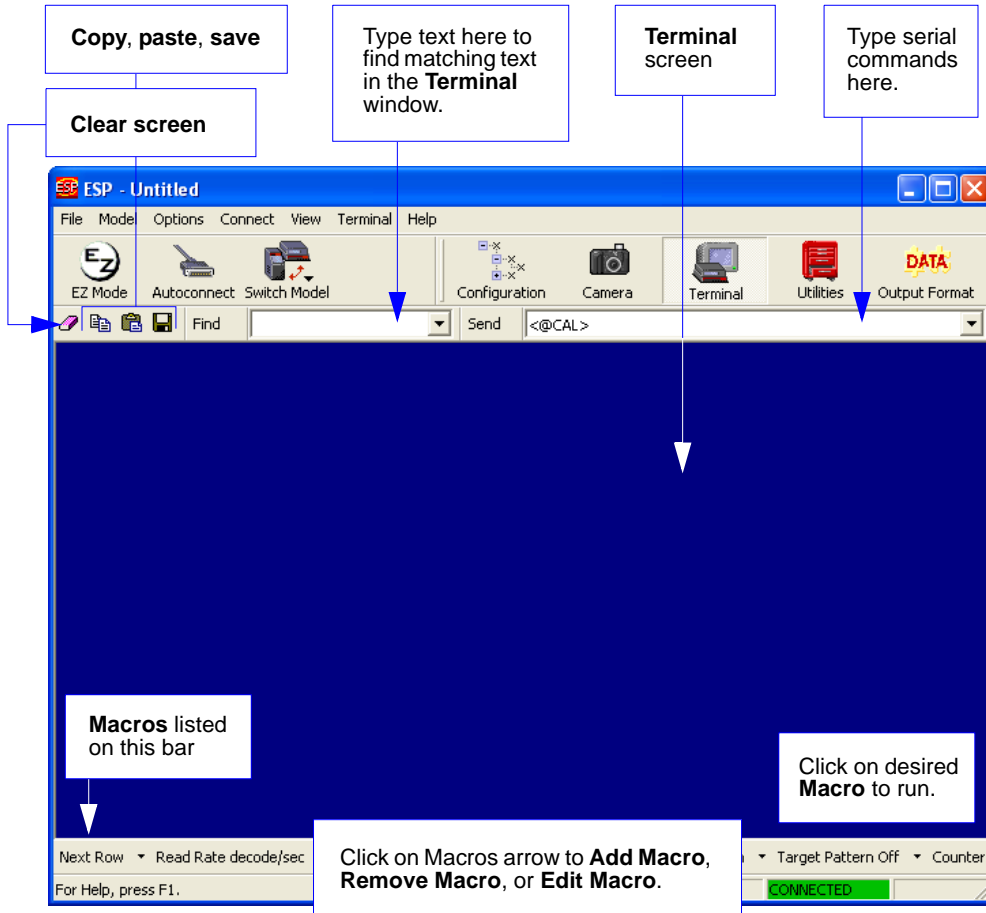 Copy, paste, save
Clear screen
Type text here to
find matching text
in the Terminal
window.
Terminal
screen
Type serial
commands
here.
ESP - Untitled
File Model Options Connect View Terminal Help
EZ
EZ Mode Autoconnect Switch Model Configuration Camera Terminal Utilities
DATA
Output Format
Find Send <@CAL>
Macros listed
on this bar
Click on desired
Macro to run.
Next Row Read Rate decode/sec Target Pattern Off Counter
Click on Macros arrow to Add Macro,
Remove Macro, or Edit Macro.
For Help, press F1. CONNECTED